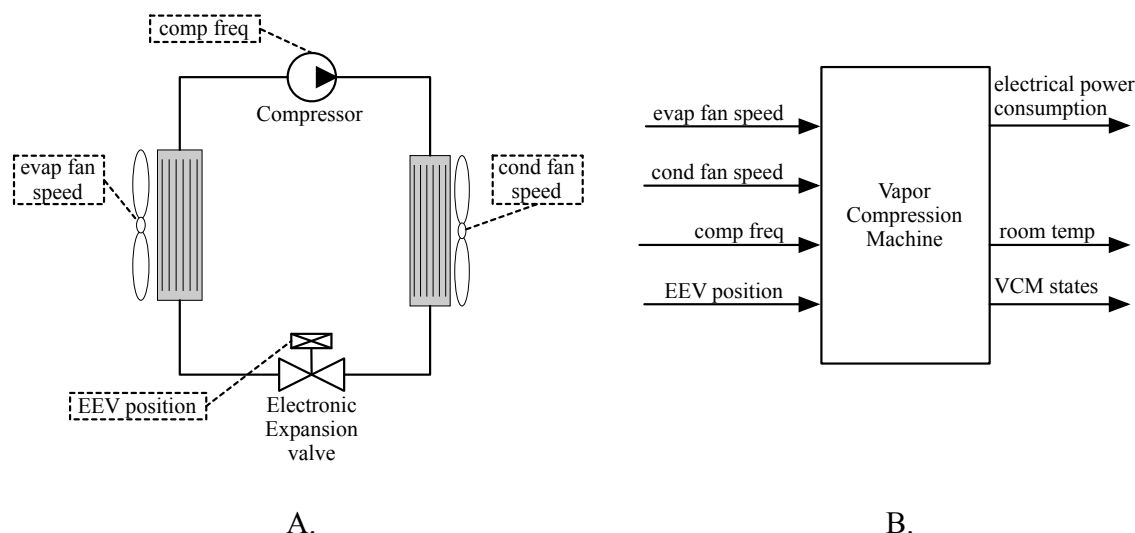 comp freq
Compressor
evap fan
speed
cond fan
speed
EEV position
Electronic
Expansion
valve
A.
evap fan speed
cond fan speed
comp freq
EEV position
Vapor
Compression
Machine
electrical power
consumption
room temp
VCM states
B.